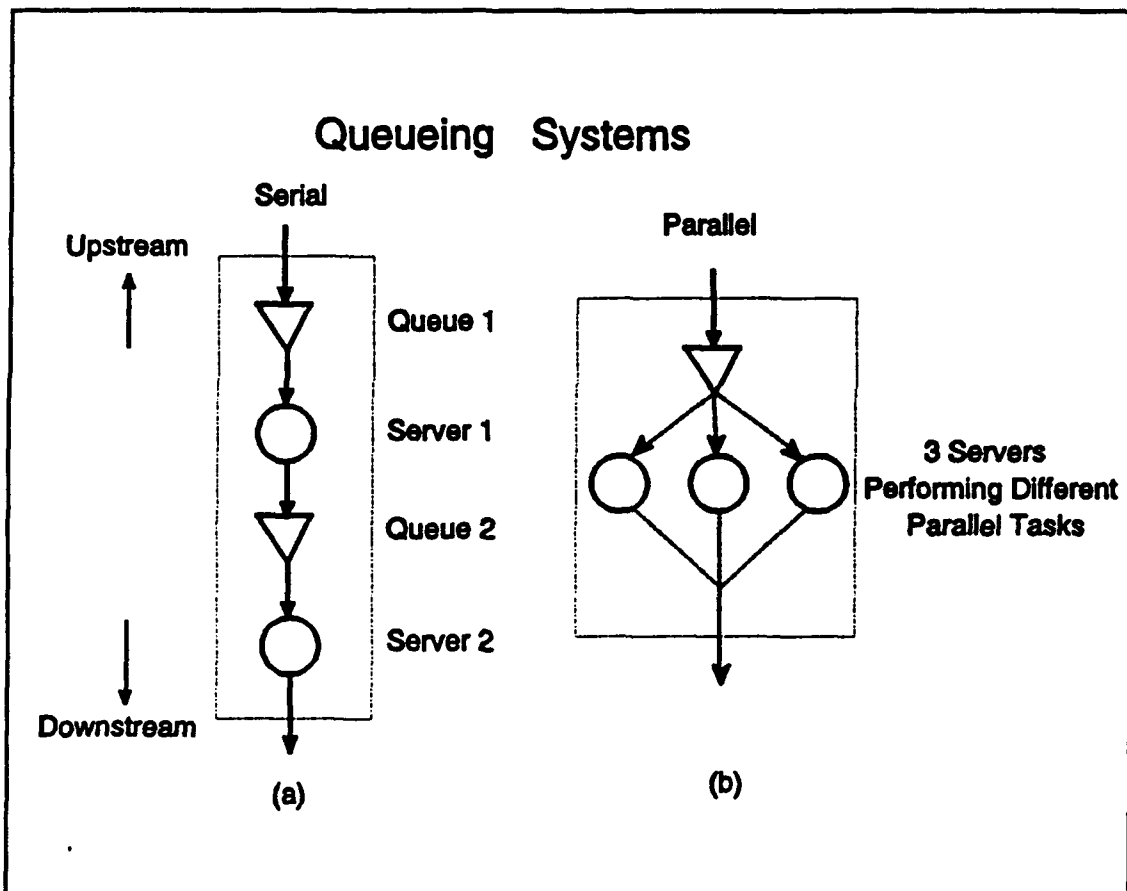 Queueing Systems
Serial
Parallel
Upstream
Queue 1
Server 1
Queue 2
Server 2
Downstream
3 Servers
Performing Different
Parallel Tasks
(a)
(b)